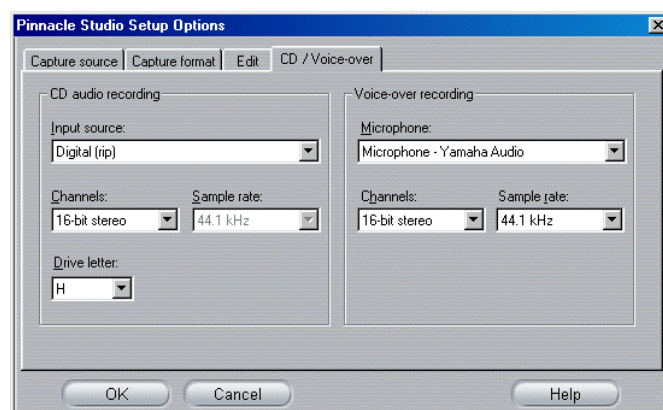 Pinnacle Studio Setup Options
Capture source
Capture format
Edit
CD / Voice-over
CD audio recording
Input source:
Digital (rip)
Channels:
Sample rate:
16-bit stereo
44.1 kHz
Drive letter:
H
Voice-over recording
Microphone:
Microphone - Yamaha Audio
Channels:
Sample rate:
16-bit stereo
44.1 kHz
OK
Cancel
Help